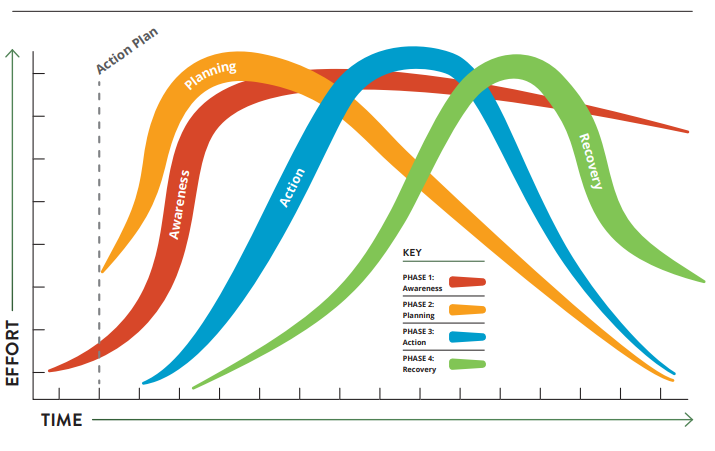 Action Plan
Planning
Awareness
Action
Recovery
EFFORT
KEY
PHASE 1:
Awareness
PHASE 2:
Planning
PHASE 3:
Action
PHASE 4:
Recovery
TIME